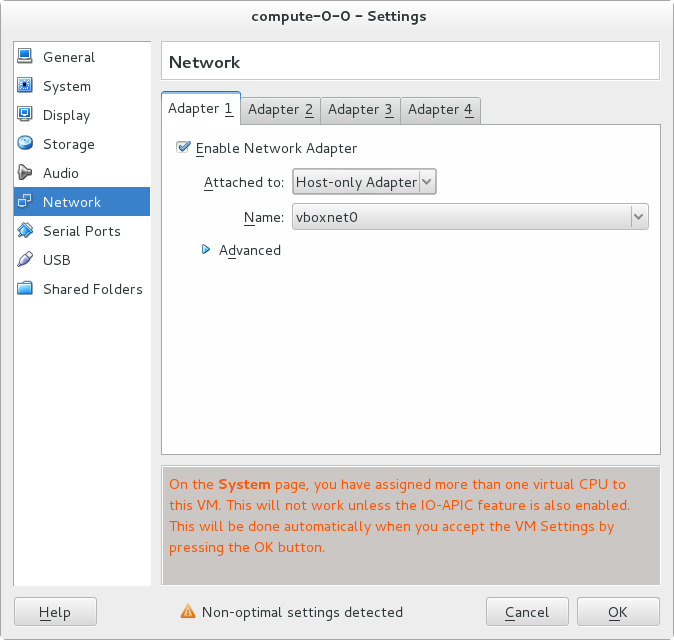 compute-0-0 - Settings
General
System
Display
Storage
Audio
Network
Serial Ports
USB
Shared Folders
Network
Adapter 1 Adapter 2 Adapter 3 Adapter 4
Enable Network Adapter
Attached to: Host-only Adapter
Name: vboxnet0
Advanced
On the System page, you have assigned more than one virtual CPU to
this VM. This will not work unless the IO-APIC feature is also enabled.
This will be done automatically when you accept the VM Settings by
pressing the OK button.
Help Non-optimal settings detected Cancel OK